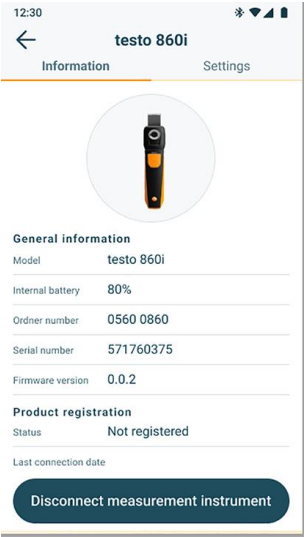 12:30
testo 860i
Information Settings
General information
Model testo 860i
Internal battery 80%
Ordner number 0560 0860
Serial number 571760375
Firmware version 0.0.2
Product registration
Status Not registered
Last connection date
Disconnect measurement instrument